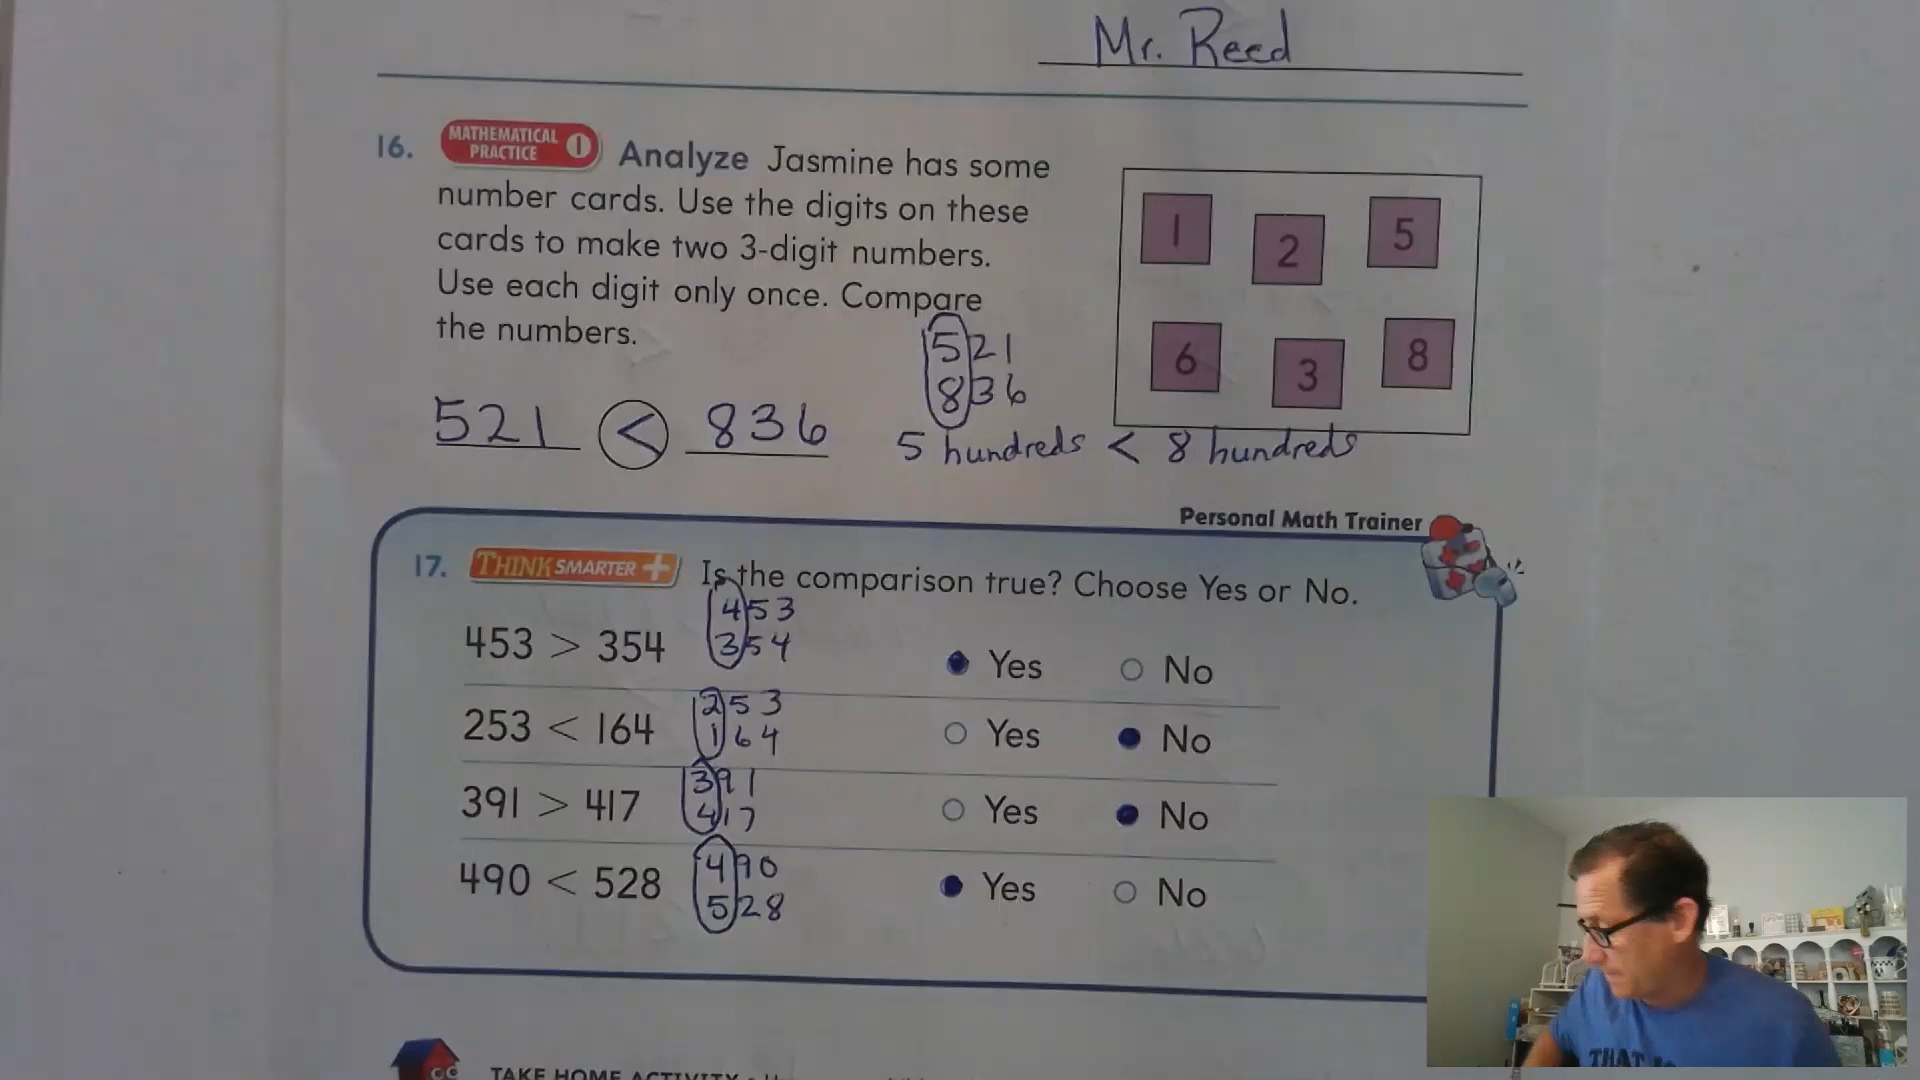 Mr. Reed
16. MATHEMATICAL PRACTICE 1 Analyze Jasmine has some
number cards. Use the digits on these
cards to make two 3-digit numbers.
Use each digit only once. Compare
the numbers.
1 2 5
6 3 8
521
836
521 < 836
5 hundreds < 8 hundreds
Personal Math Trainer
17. THINK SMARTER + Is the comparison true? Choose Yes or No.
453 > 354 Yes No
453
354
253 < 164 Yes No
253
164
391 > 417 Yes No
391
417
490 < 528 Yes No
490
528
TAKE HOME ACTIVITY
THAT